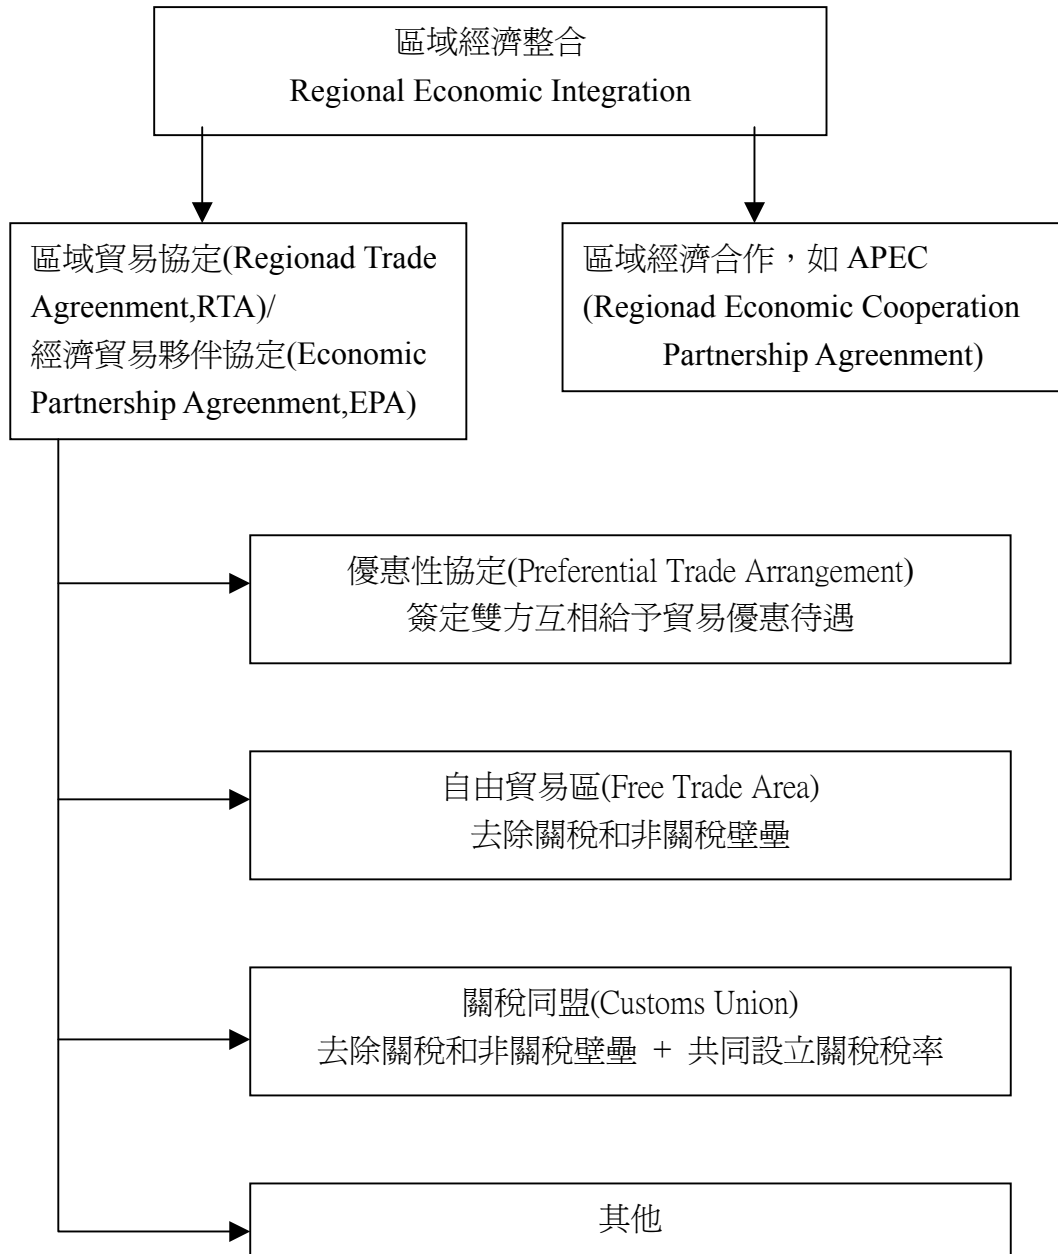 區域經濟整合
Regional Economic Integration
區域貿易協定(Regionad Trade
Agreenment,RTA)/
經濟貿易夥伴協定(Economic
Partnership Agreenment,EPA)
區域經濟合作，如 APEC
(Regionad Economic Cooperation
Partnership Agreenment)
優惠性協定(Preferential Trade Arrangement)
簽定雙方互相給予貿易優惠待遇
自由貿易區(Free Trade Area)
去除關稅和非關稅壁壘
關稅同盟(Customs Union)
去除關稅和非關稅壁壘 + 共同設立關稅稅率
其他